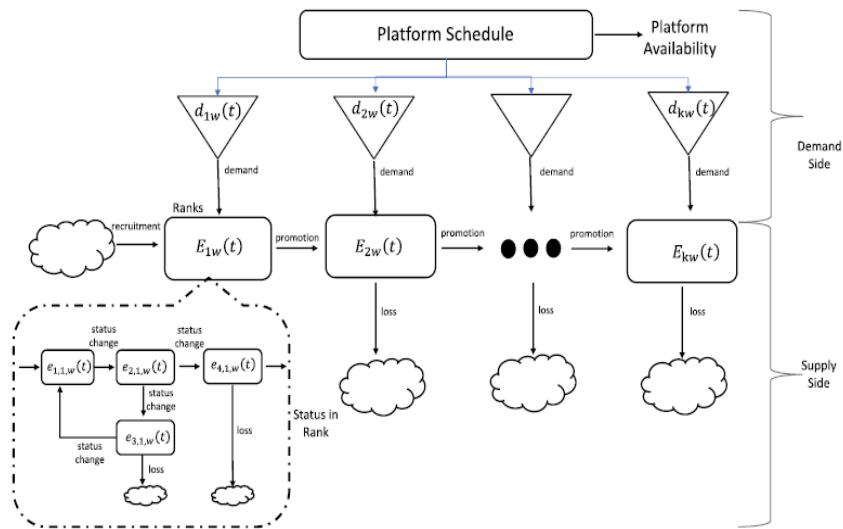 Platform Schedule
Platform
Availability
d₁w(t)
d₂w(t)
dₖw(t)
demand
demand
demand
demand
Demand
Side
Ranks
recruitment
E₁w(t)
promotion
E₂w(t)
promotion
promotion
Eₖw(t)
loss
loss
loss
status
change
status
change
e₁,₁,w(t)
e₂,₁,w(t)
e₄,₁,w(t)
status
change
Supply
Side
Status in
Rank
e₃,₁,w(t)
status
change
loss
loss